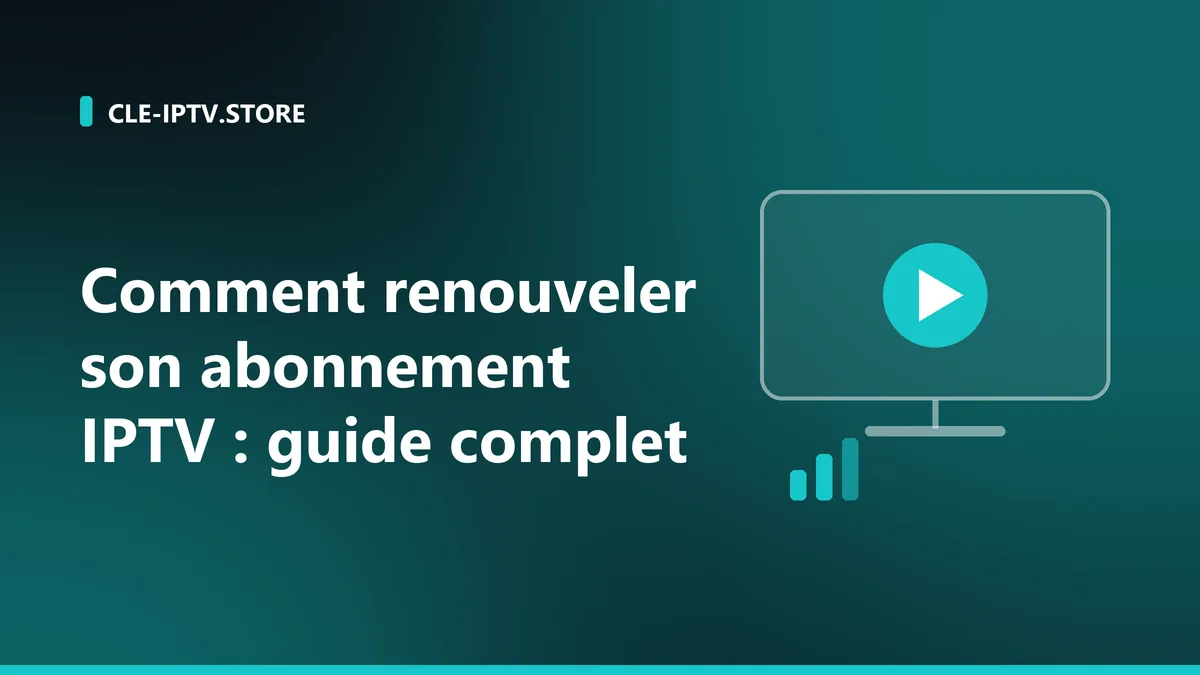 CLE-IPTV.STORE
Comment renouveler
son abonnement
IPTV : guide complet